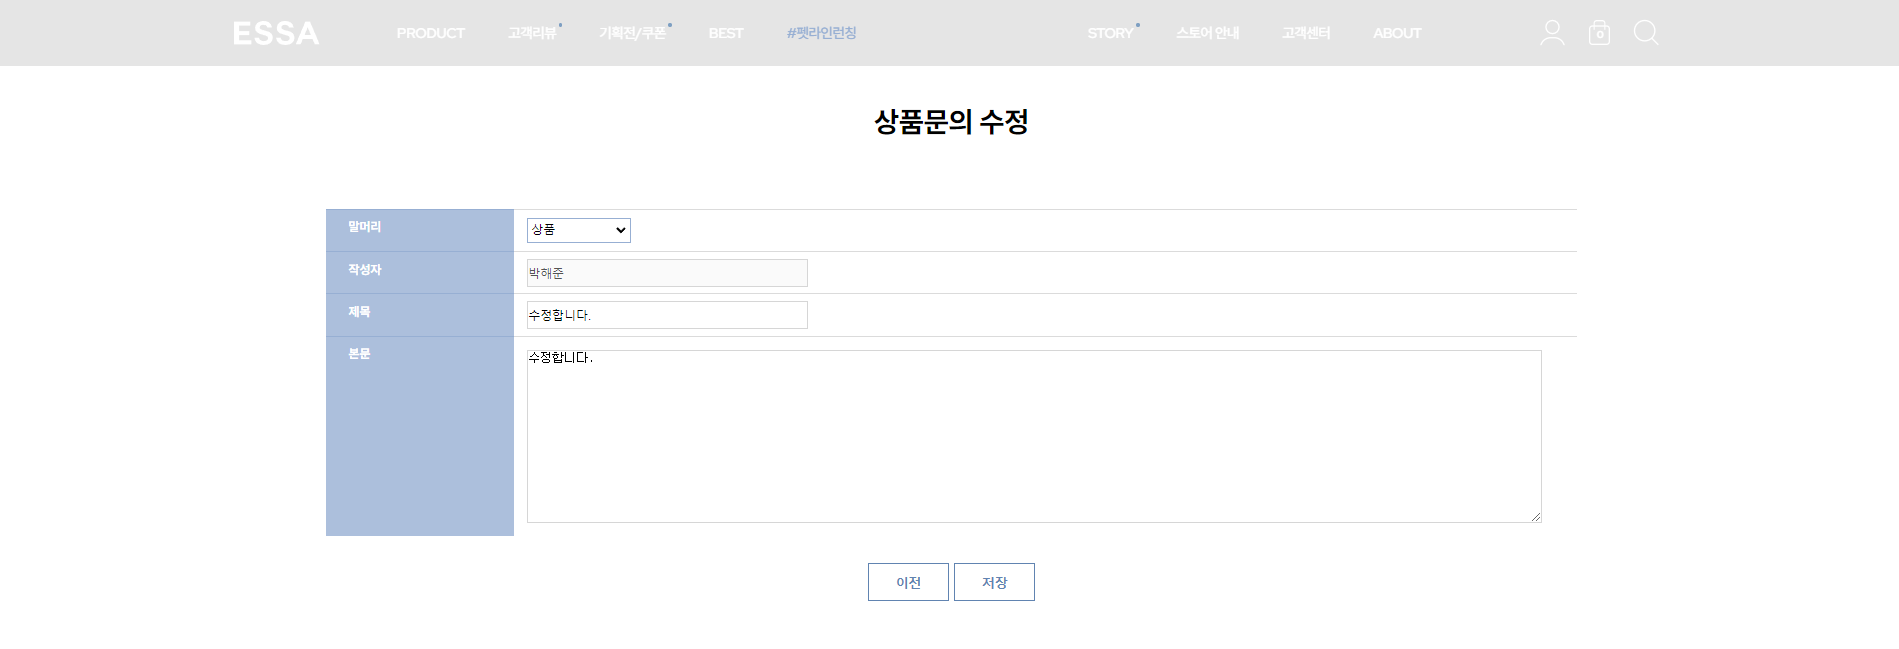 ESSA PRODUCT 고객리뷰 기획전/쿠폰 BEST #펫라인런칭 STORY 스토어 안내 고객센터 ABOUT 0
상품문의 수정
말머리 상품
작성자 박해준
제목 수정합니다.
본문 수정합니다.
이전 저장